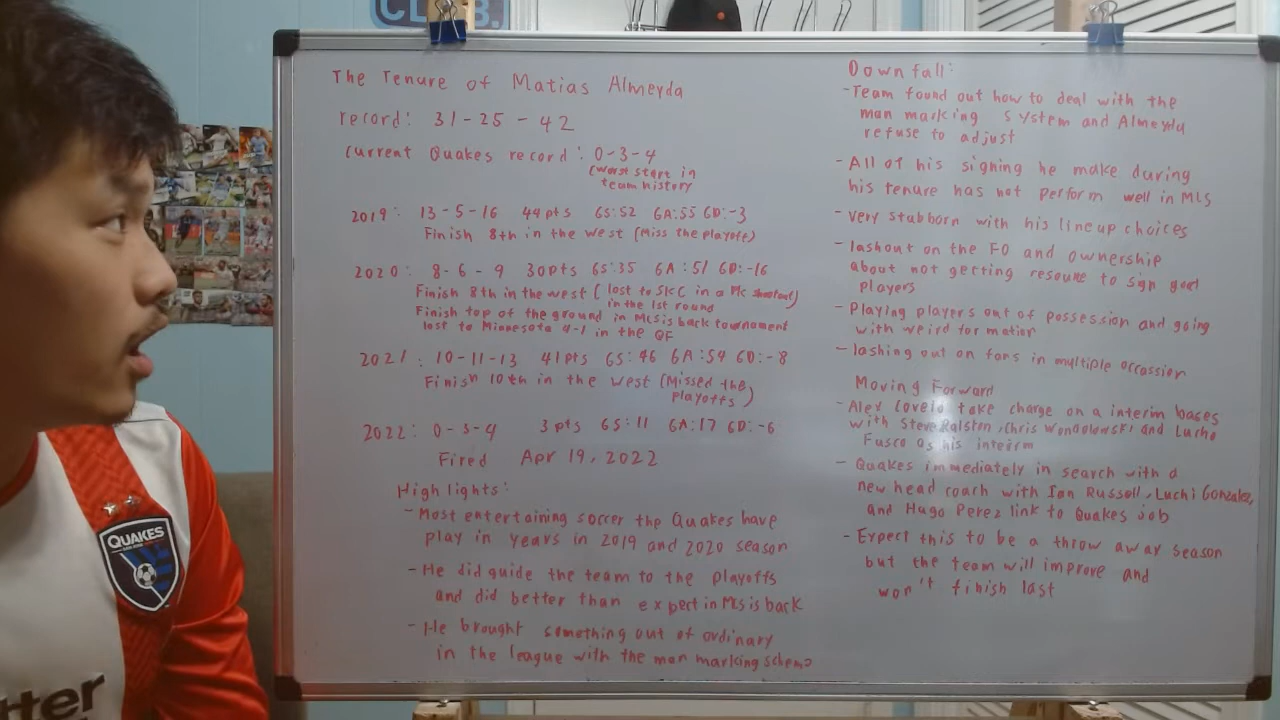 CLUB.
The Tenure of Matias Almeyda
record: 31-25-42
current Quakes record: 0-3-4
(worst start in
team history
2019: 13-5-16 44pts GS:52 GA:55 GD:-3
Finish 8th in the west (Miss the playoff)
2020: 8-6-9 30pts GS:35 GA:51 GD:-16
Finish 8th in the west (lost to SKC in a PK shootout)
in the 1st round
Finish top of the ground in MLS is back tournament
lost to Minnesota 4-1 in the QF
2021: 10-11-13 41pts GS:46 GA:54 GD:-8
Finish 10th in the west (Missed the
playoffs)
2022: 0-3-4 3pts GS:11 GA:17 GD:-6
Fired Apr 19, 2022
Highlights:
- Most entertaining soccer the Quakes have
play in years in 2019 and 2020 season
- He did guide the team to the playoffs
and did better than expect in MLS is back
- He brought something out of ordinary
in the league with the man marking scheme
Downfall:
- Team found out how to deal with the
man marking system and Almeyda
refuse to adjust
- All of his signing he make during
his tenure has not perform well in MLS
- very stubborn with his lineup choices
- lashout on the FO and ownership
about not getting resource to sign good
players
- Playing players out of possession and going
with weird formation
- lashing out on fans in multiple occassion
Moving Forward
- Alex Covelo take charge on a interim bases
with Steve Ralston, Chris Wondolowski and Luciano
Fusco as his interim
- Quakes immediately in search with a
new head coach with Ian Russell, Luchi Gonzalez,
and Hugo Perez link to Quakes job
- Expect this to be a throw away season
but the team will improve and
won't finish last
QUAKES
tter